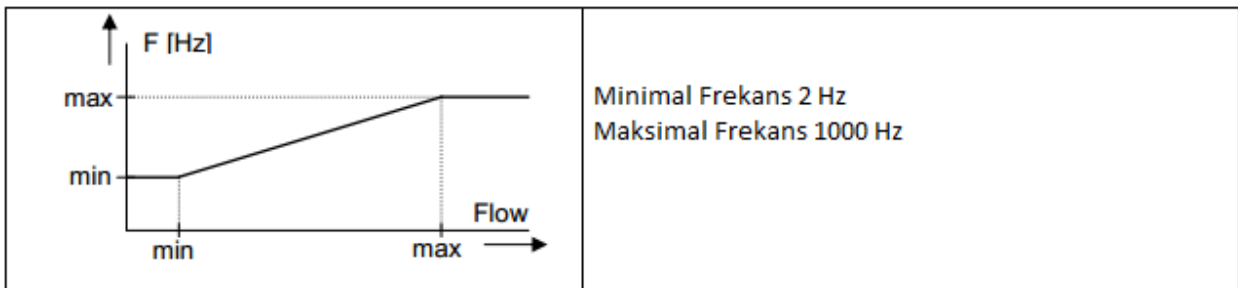 F [Hz]
max
min
Flow
min
max
Minimal Frekans 2 Hz
Maksimal Frekans 1000 Hz